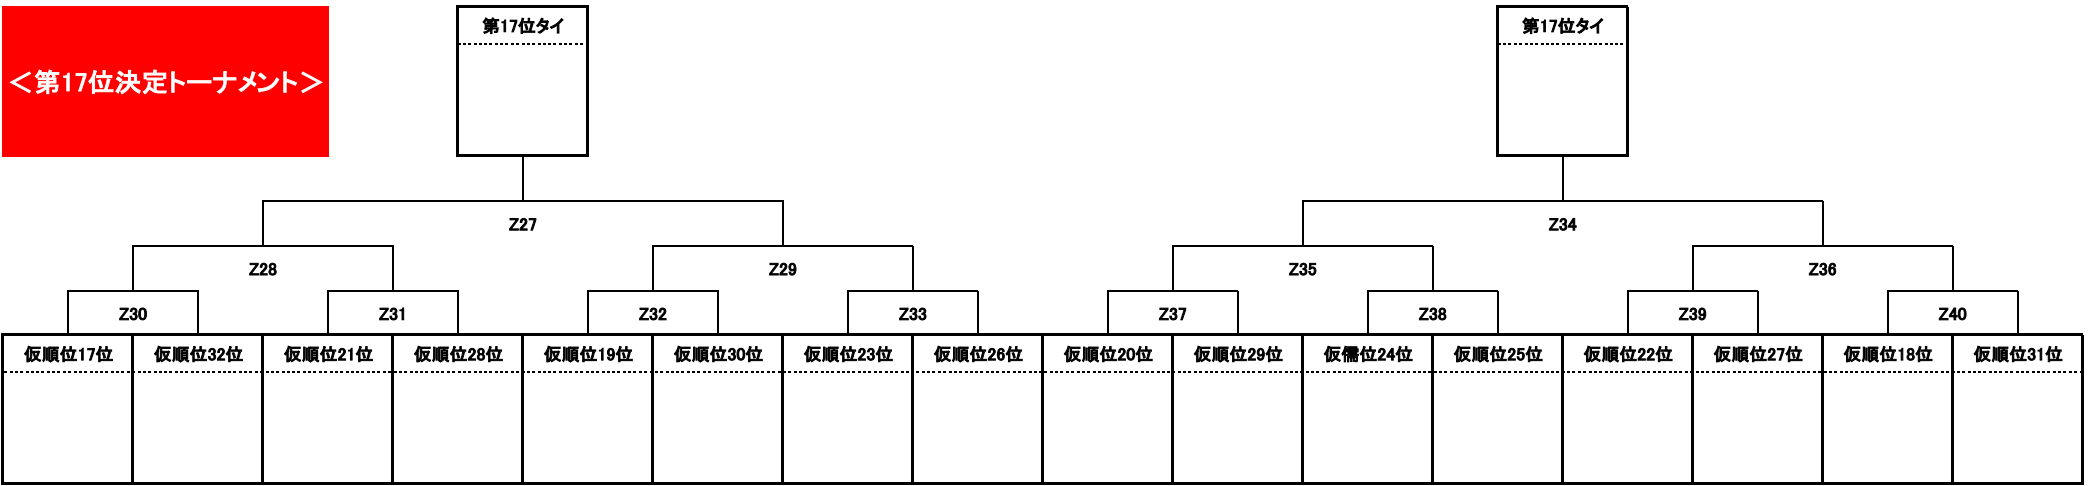 第17位タイ
第17位タイ
＜第17位決定トーナメント＞
Z27
Z34
Z28
Z29
Z35
Z36
Z30
Z31
Z32
Z33
Z37
Z38
Z39
Z40
仮順位17位
仮順位32位
仮順位21位
仮順位28位
仮順位19位
仮順位30位
仮順位23位
仮順位26位
仮順位20位
仮順位29位
仮儒位24位
仮順位25位
仮順位22位
仮順位27位
仮順位18位
仮順位31位